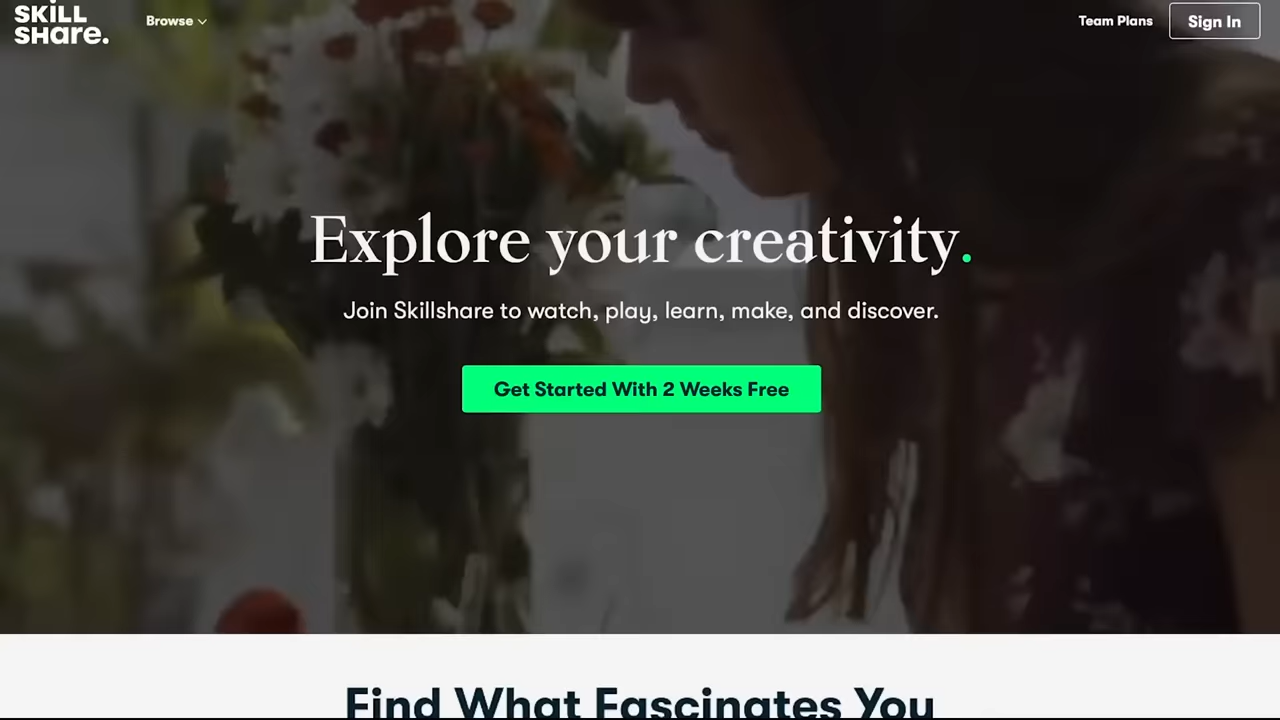 SKiLL
SHare.
Browse
Team Plans
Sign In
Explore your creativity.
Join Skillshare to watch, play, learn, make, and discover.
Get Started With 2 Weeks Free
Find What Fascinates You